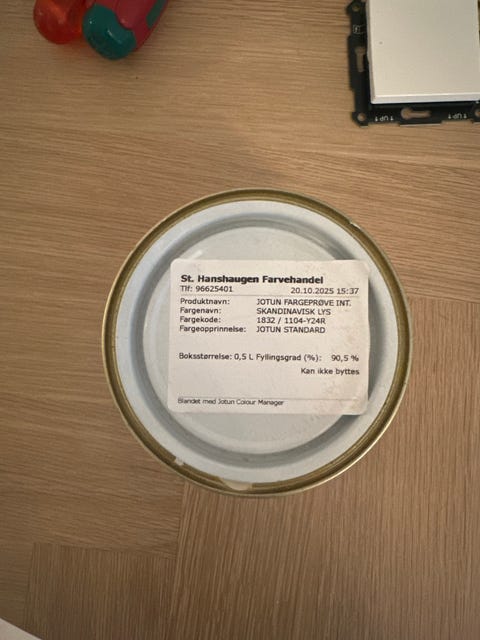 ↑UP↑
↑UP↑
St. Hanshaugen Farvehandel
Tlf: 96625401 20.10.2025 15:37
Produktnavn: JOTUN FARGEPRØVE INT.
Fargenavn: SKANDINAVISK LYS
Fargekode: 1832 / 1104-Y24R
Fargeopprinnelse: JOTUN STANDARD
Boksstørrelse: 0,5 L Fyllingsgrad (%): 90,5 %
Kan ikke byttes
Blandet med Jotun Colour Manager